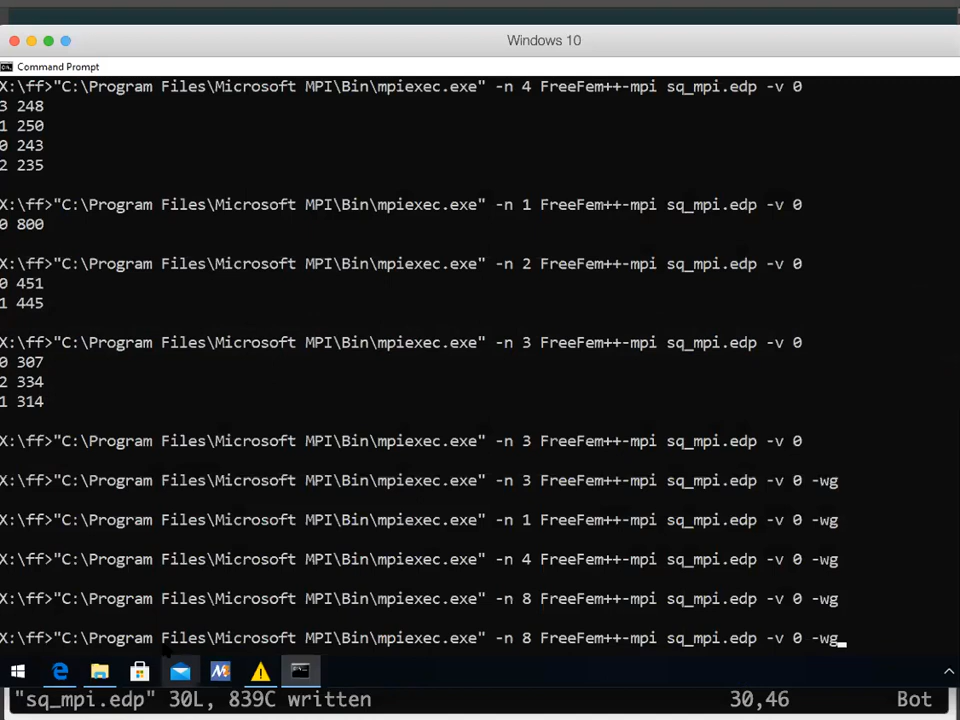 Windows 10
Command Prompt
X:\ff>"C:\Program Files\Microsoft MPI\Bin\mpiexec.exe" -n 4 FreeFem++-mpi sq_mpi.edp -v 0
3 248
1 250
0 243
2 235
X:\ff>"C:\Program Files\Microsoft MPI\Bin\mpiexec.exe" -n 1 FreeFem++-mpi sq_mpi.edp -v 0
0 800
X:\ff>"C:\Program Files\Microsoft MPI\Bin\mpiexec.exe" -n 2 FreeFem++-mpi sq_mpi.edp -v 0
0 451
1 445
X:\ff>"C:\Program Files\Microsoft MPI\Bin\mpiexec.exe" -n 3 FreeFem++-mpi sq_mpi.edp -v 0
0 307
2 334
1 314
X:\ff>"C:\Program Files\Microsoft MPI\Bin\mpiexec.exe" -n 3 FreeFem++-mpi sq_mpi.edp -v 0
X:\ff>"C:\Program Files\Microsoft MPI\Bin\mpiexec.exe" -n 3 FreeFem++-mpi sq_mpi.edp -v 0 -wg
X:\ff>"C:\Program Files\Microsoft MPI\Bin\mpiexec.exe" -n 1 FreeFem++-mpi sq_mpi.edp -v 0 -wg
X:\ff>"C:\Program Files\Microsoft MPI\Bin\mpiexec.exe" -n 4 FreeFem++-mpi sq_mpi.edp -v 0 -wg
X:\ff>"C:\Program Files\Microsoft MPI\Bin\mpiexec.exe" -n 8 FreeFem++-mpi sq_mpi.edp -v 0 -wg
X:\ff>"C:\Program Files\Microsoft MPI\Bin\mpiexec.exe" -n 8 FreeFem++-mpi sq_mpi.edp -v 0 -wg
"sq_mpi.edp" 30L, 839C written 30,46 Bot